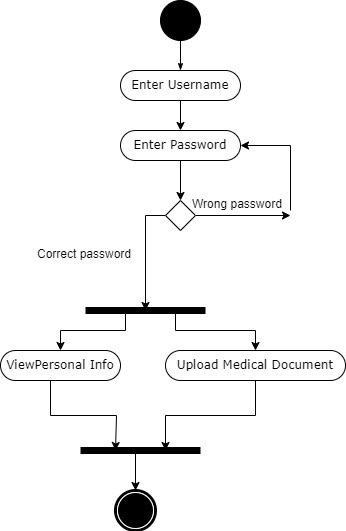 Enter Username
Enter Password
Wrong password
Correct password
ViewPersonal Info
Upload Medical Document